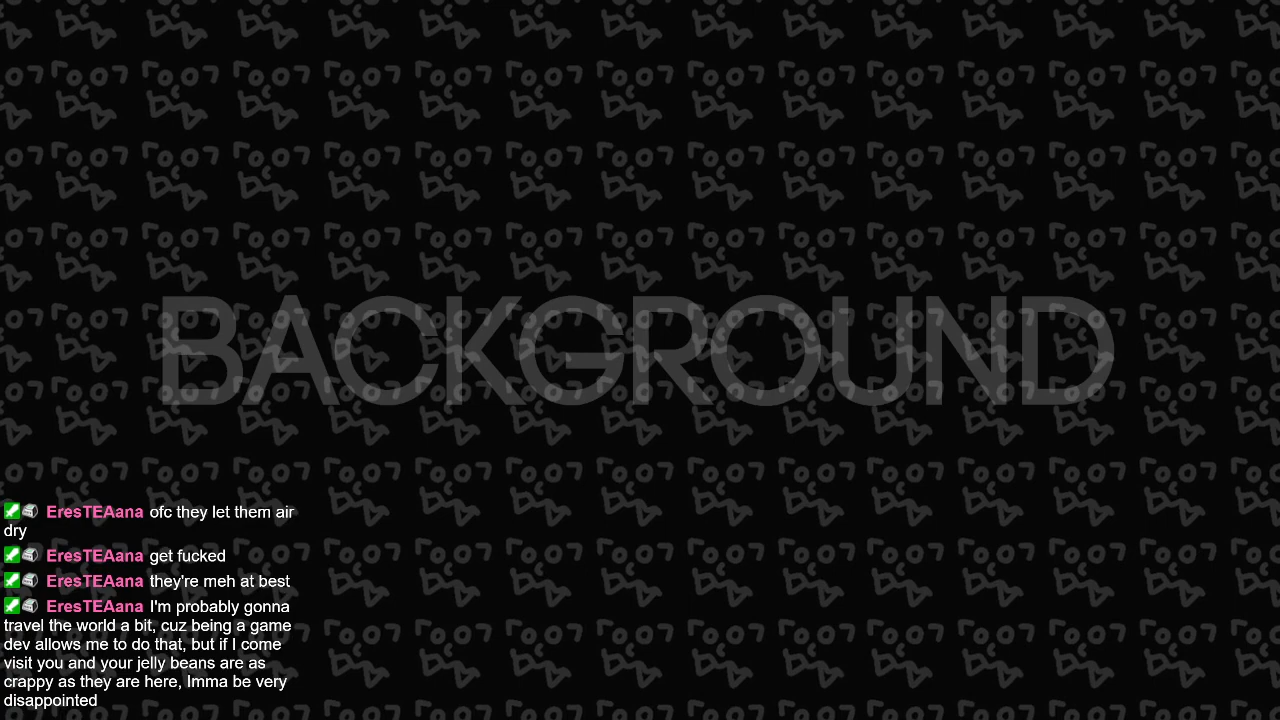 BACKGROUND
EresTEAana ofc they let them air
dry
EresTEAana get fucked
EresTEAana they're meh at best
EresTEAana I'm probably gonna
travel the world a bit, cuz being a game
dev allows me to do that, but if I come
visit you and your jelly beans are as
crappy as they are here, Imma be very
disappointed